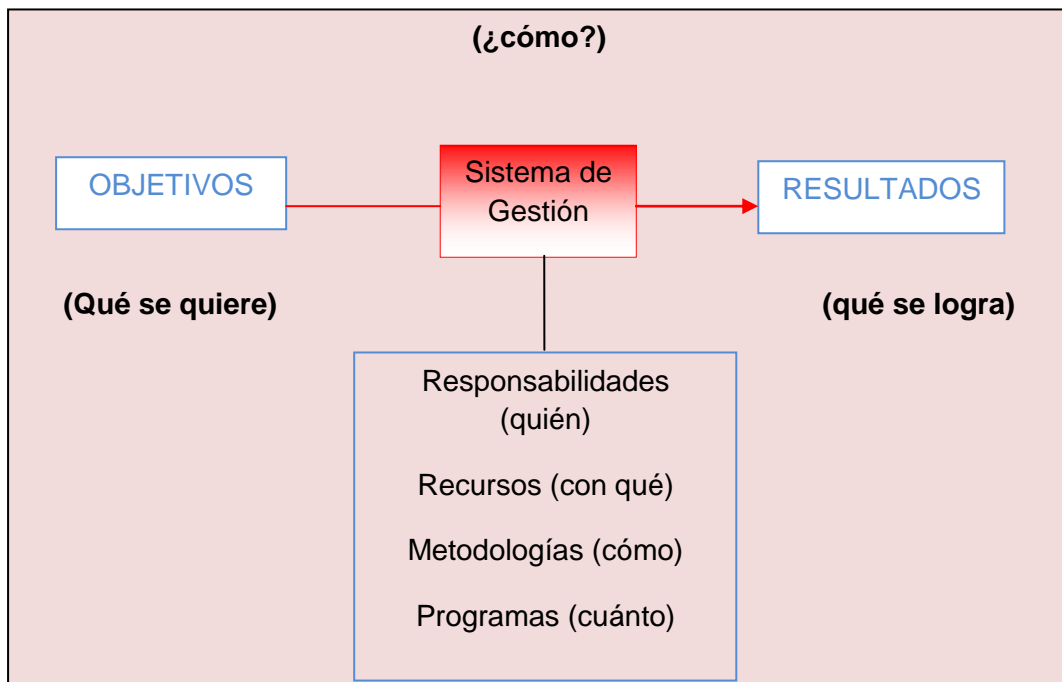 (¿cómo?)
OBJETIVOS
Sistema de
Gestión
RESULTADOS
(Qué se quiere)
(qué se logra)
Responsabilidades
(quién)
Recursos (con qué)
Metodologías (cómo)
Programas (cuánto)